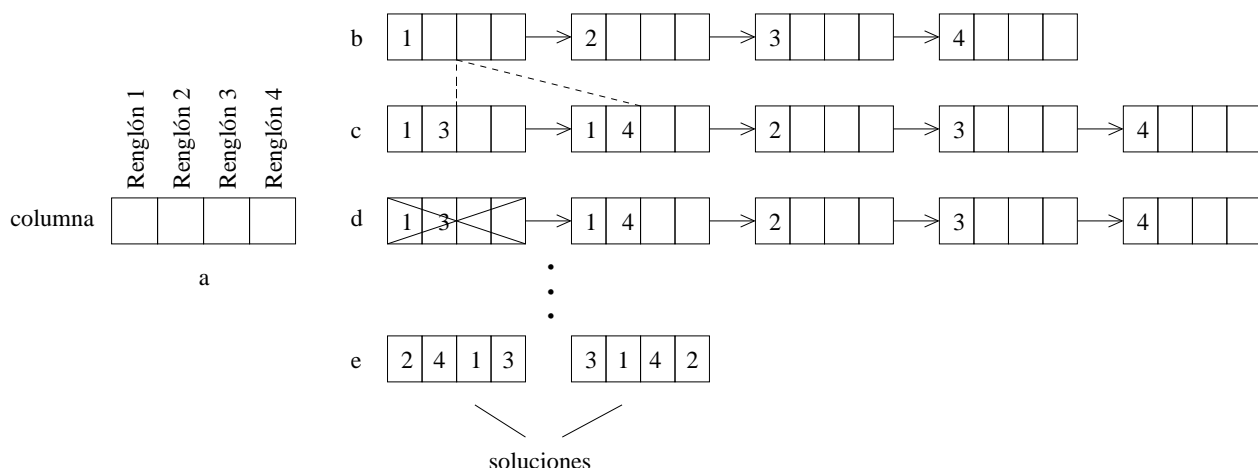 b 1 2 3 4
Renglón 1
Renglón 2
Renglón 3
Renglón 4
c 1 3 1 4 2 3 4
columna
d 1 3 1 4 2 3 4
a
e 2 4 1 3 3 1 4 2
soluciones